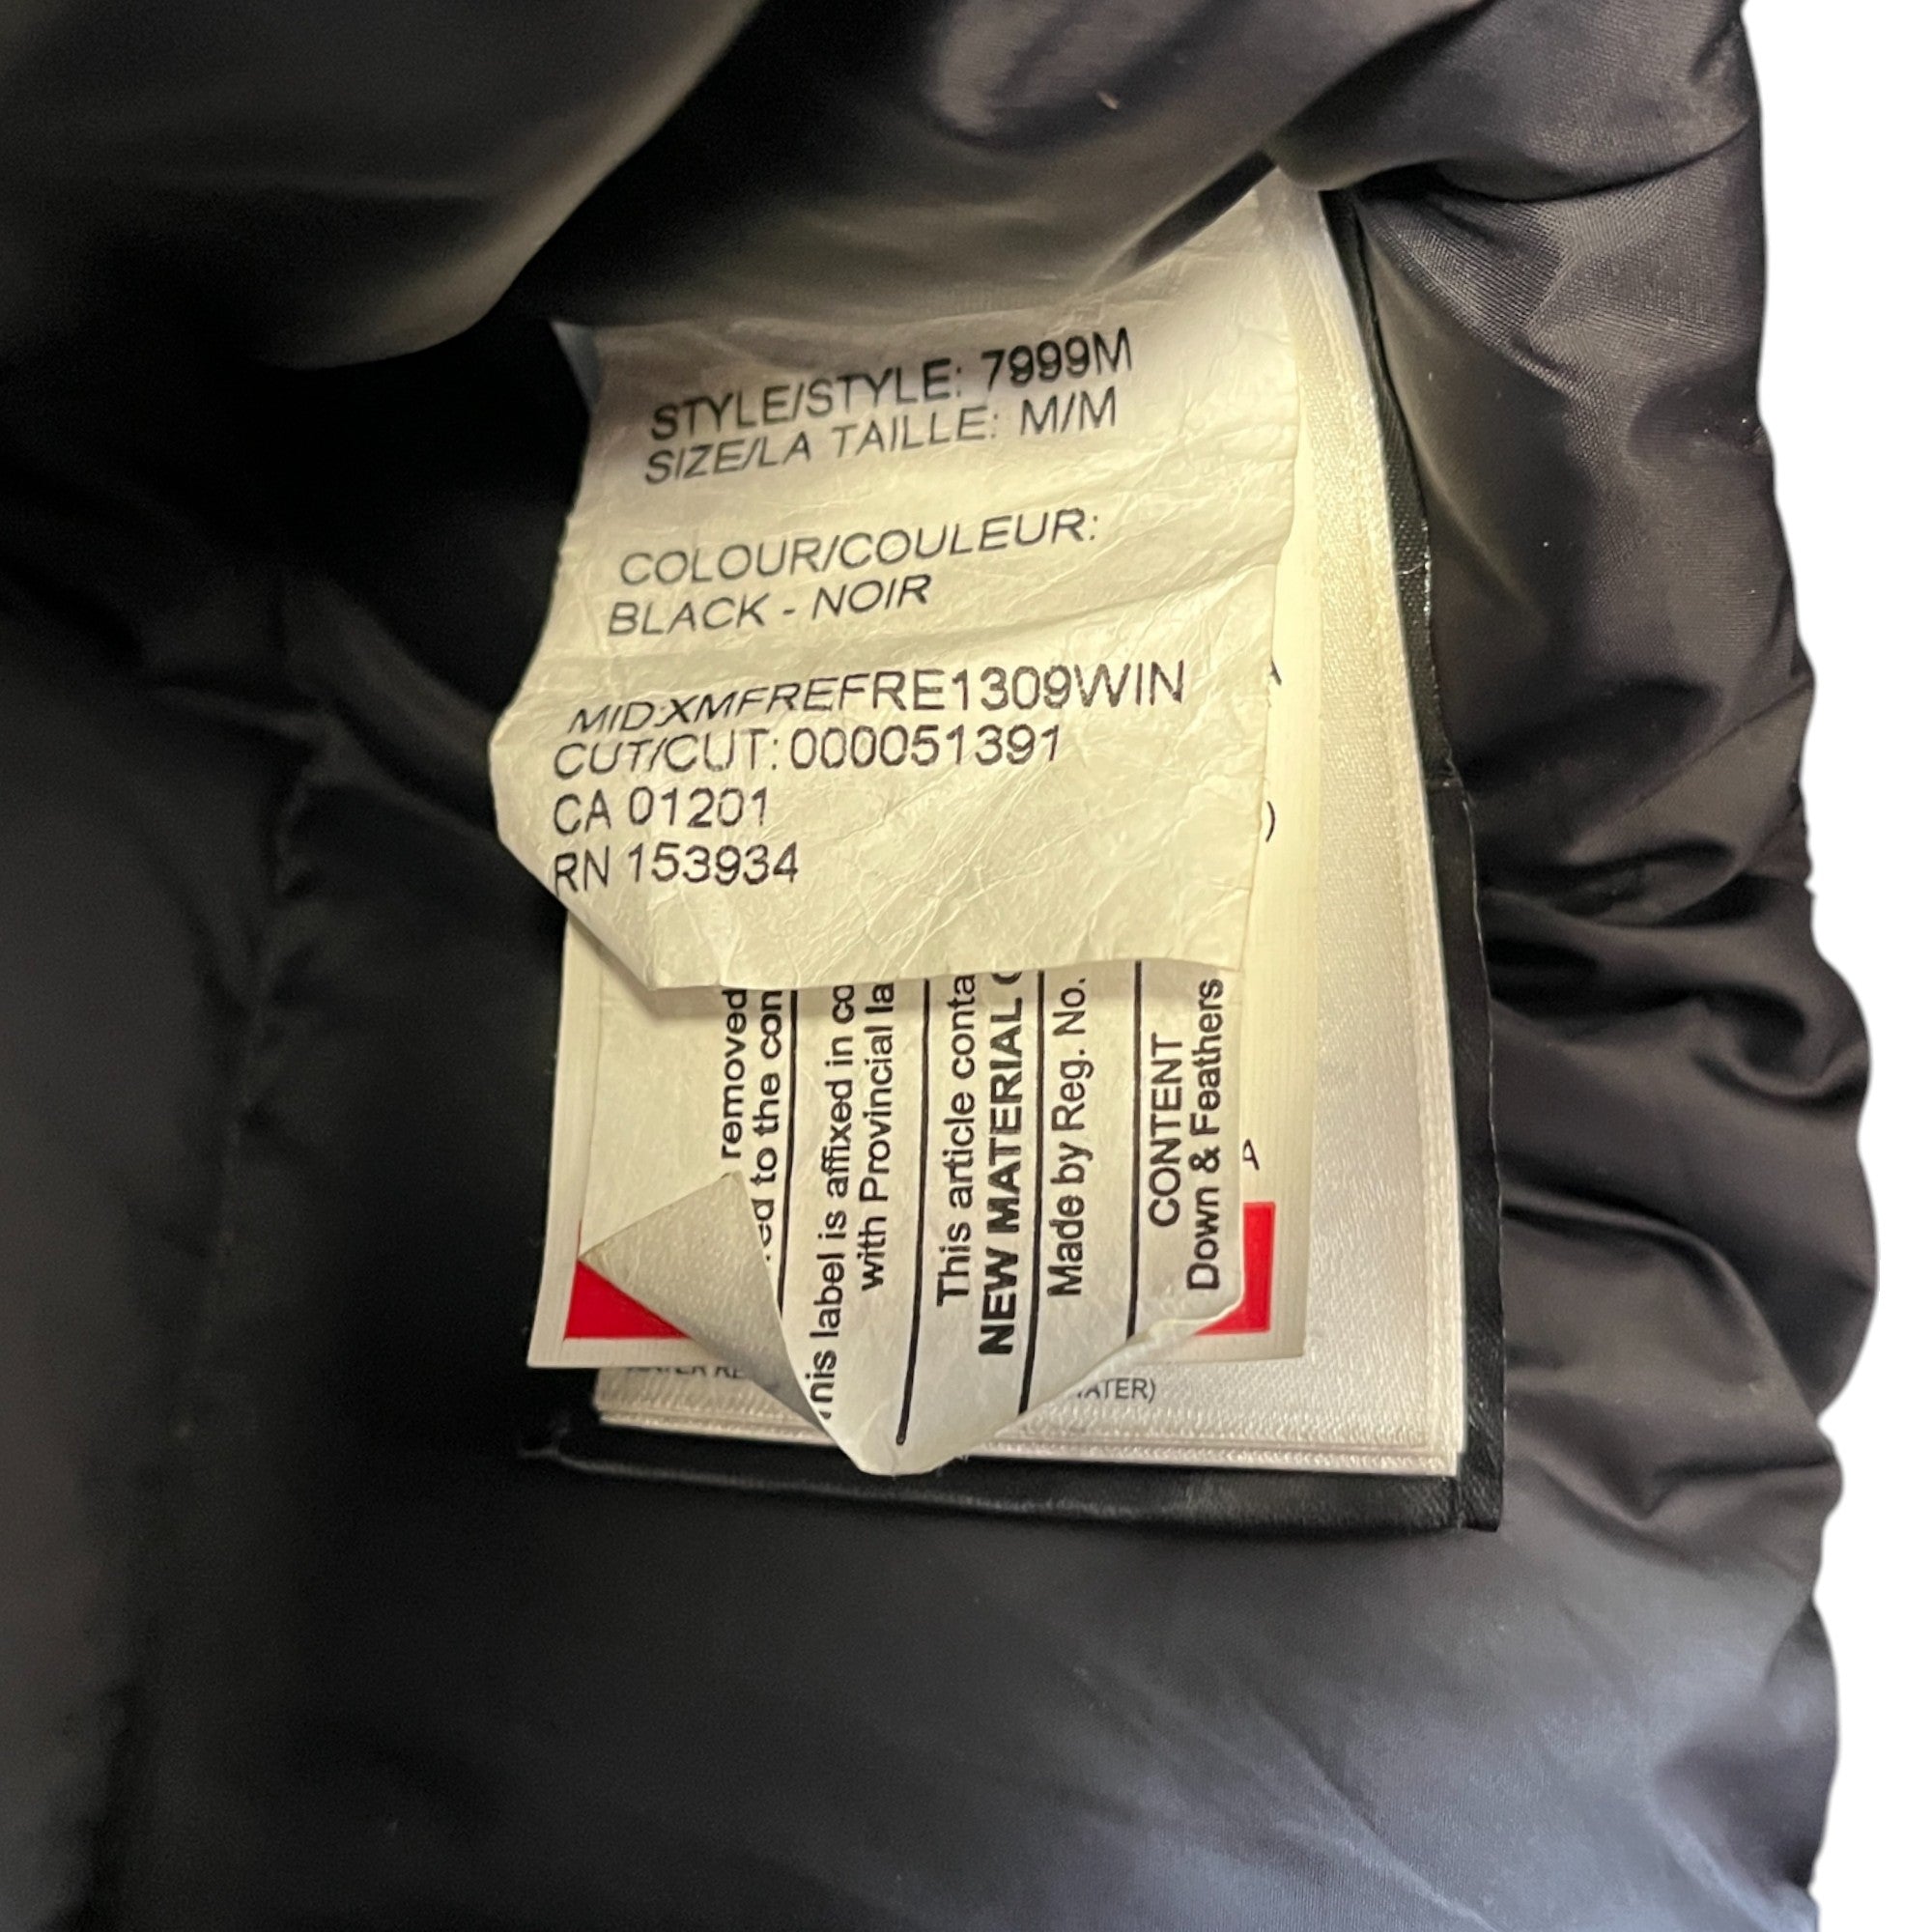 STYLE/STYLE: 7999M
SIZE/LA TAILLE: M/M
COLOUR/COULEUR:
BLACK - NOIR
MID:XMFREFRE1309WIN
CUT/CUT: 000051391
CA 01201
RN 153934
removed
to the con
This label is affixed in co
with Provincial la
This article conta
NEW MATERIAL
Made by Reg. No.
CONTENT
Down & Feathers